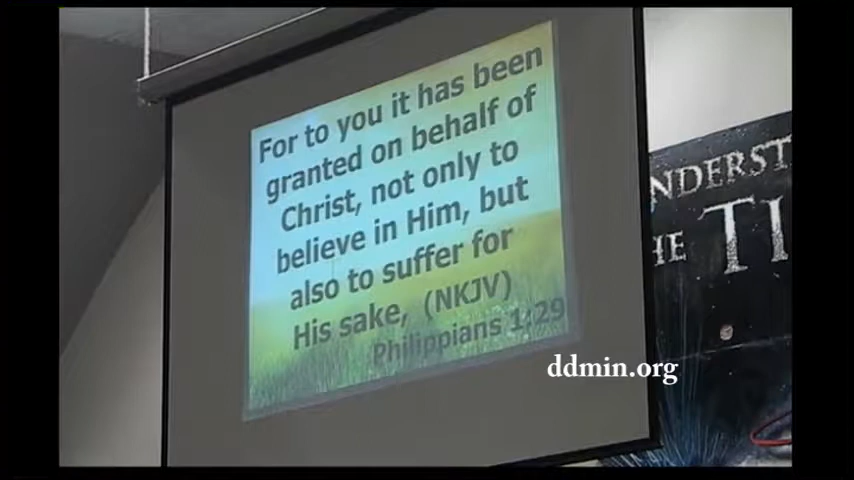 For to you it has been
granted on behalf of
Christ, not only to
believe in Him, but
also to suffer for
His sake, (NKJV)
Philippians 1:29
ddmin.org
NDERST
HE TI